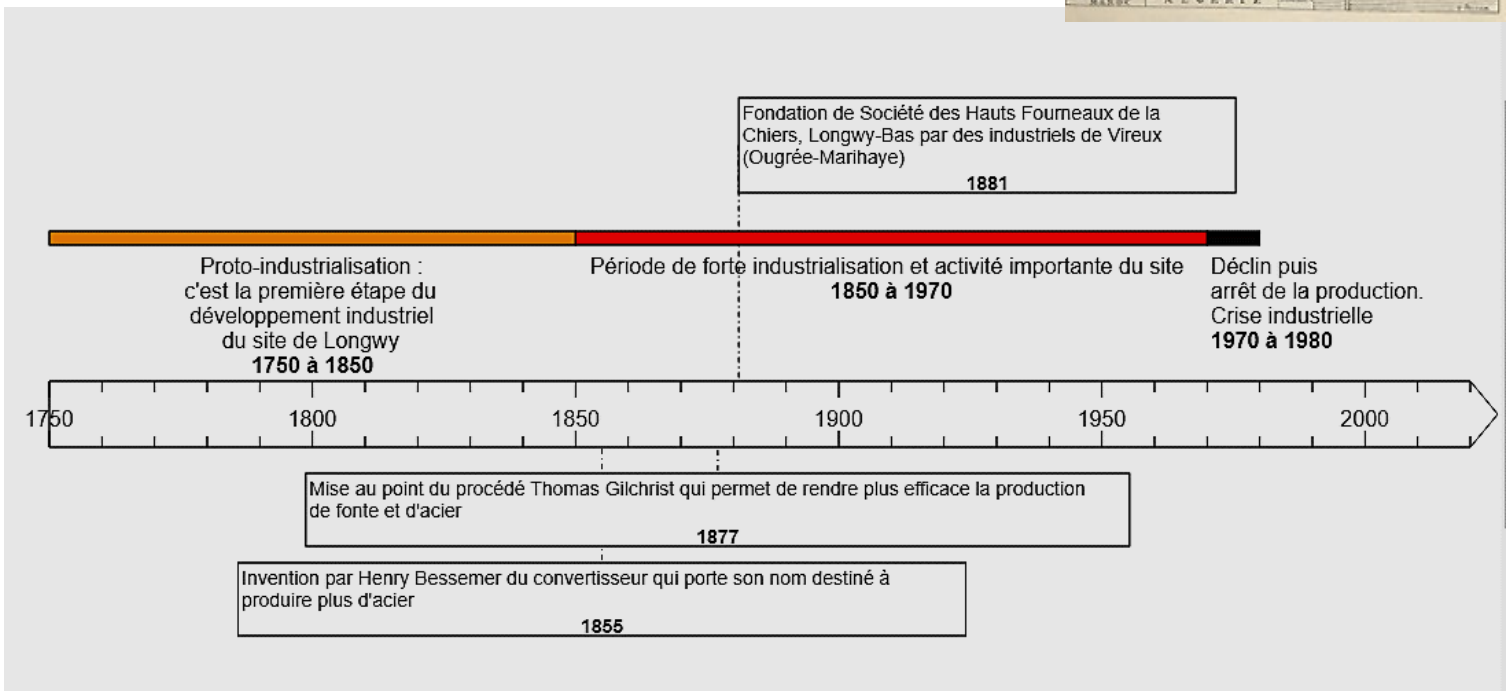 MAROC ALGERIE
Fondation de Société des Hauts Fourneaux de la
Chiers, Longwy-Bas par des industriels de Vireux
(Ougrée-Marihaye)
1881
Proto-industrialisation :
c'est la première étape du
développement industriel
du site de Longwy
1750 à 1850
Période de forte industrialisation et activité importante du site
1850 à 1970
Déclin puis
arrêt de la production.
Crise industrielle
1970 à 1980
1750 1800 1850 1900 1950 2000
Mise au point du procédé Thomas Gilchrist qui permet de rendre plus efficace la production
de fonte et d'acier
1877
Invention par Henry Bessemer du convertisseur qui porte son nom destiné à
produire plus d'acier
1855